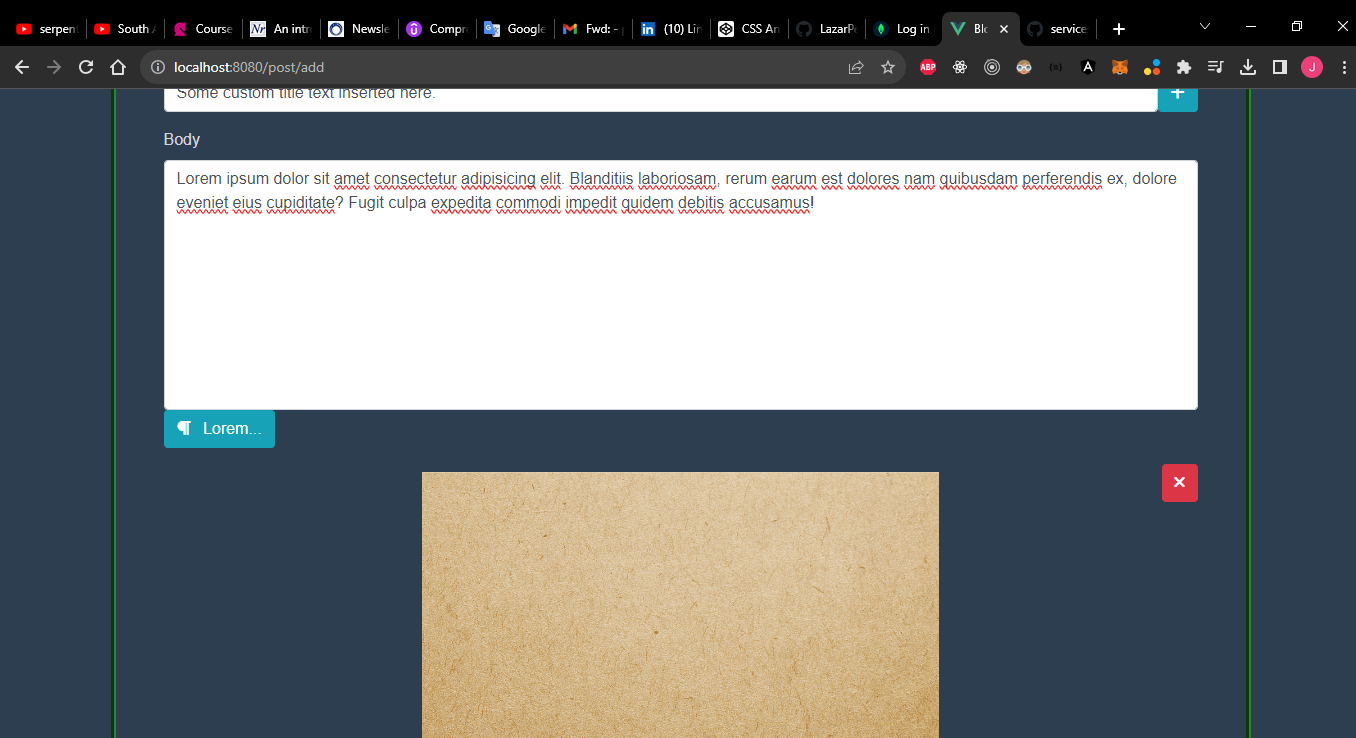 serpent South A Course An intr Newsle Compre Google Fwd: - (10) Lin CSS An LazarPe Log in Blo service
localhost:8080/post/add
ABP
A
J
Some custom title text inserted here.
+
Body
Lorem ipsum dolor sit amet consectetur adipisicing elit. Blanditiis laboriosam, rerum earum est dolores nam quibusdam perferendis ex, dolore
eveniet eius cupiditate? Fugit culpa expedita commodi impedit quidem debitis accusamus!
¶ Lorem...
×